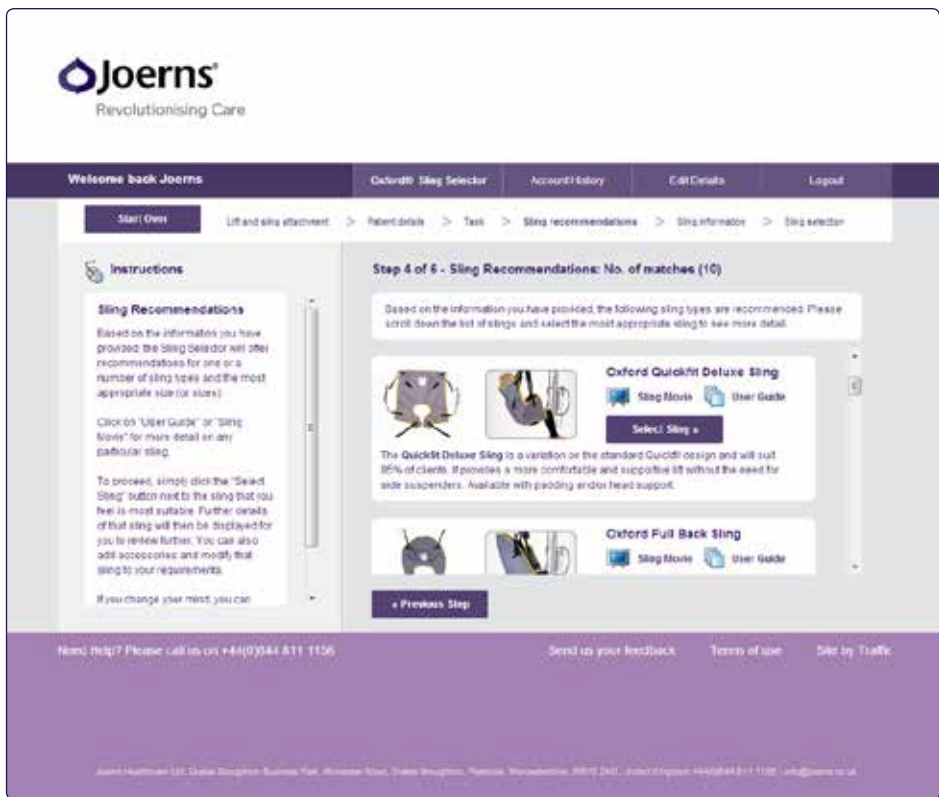 Joerns®
Revolutionising Care
Welcome back Joerns
Oxford® Sling Selector
Account History
Edit Details
Logout
Start Over
Lift and sling attachment > Patient details > Task > Sling recommendations > Sling information > Sling selection
Instructions
Sling Recommendations
Based on the information you have
provided, the Sling Selector will offer
recommendations for one or a
number of sling types and the most
appropriate size (or sizes)
Click on "User Guide" or "Sling
Movie" for more detail on any
particular sling.
To proceed, simply click the "Select
Sling" button next to the sling that you
feel is most suitable. Further details
of that sling will then be displayed for
you to review further. You can also
add accessories and modify that
sling to your requirements.
If you change your mind, you can
Step 4 of 6 - Sling Recommendations: No. of matches (10)
Based on the information you have provided, the following sling types are recommended. Please
scroll down the list of slings and select the most appropriate sling to see more detail.
Oxford Quickfit Deluxe Sling
Sling Movie
User Guide
Select Sling »
The Quickfit Deluxe Sling is a variation on the standard Quickfit design and will suit
of clients. It provides a more comfortable and supportive lift without the need for
side suspenders. Available with padding and/or head support.
Oxford Full Back Sling
Sling Movie
User Guide
« Previous Step
Need Help? Please call us on +44(0)844 811 1156
Send us your feedback
Terms of use
Site by Traffic